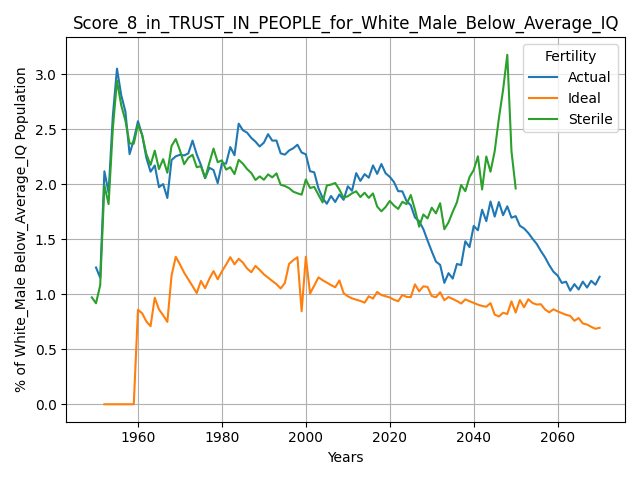 Score_8_in_TRUST_IN_PEOPLE_for_White_Male_Below_Average_IQ
% of White_Male Below_Average_IQ Population
3.0
2.5
2.0
1.5
1.0
0.5
0.0
Fertility
Actual
Ideal
Sterile
1960
1980
2000
2020
2040
2060
Years